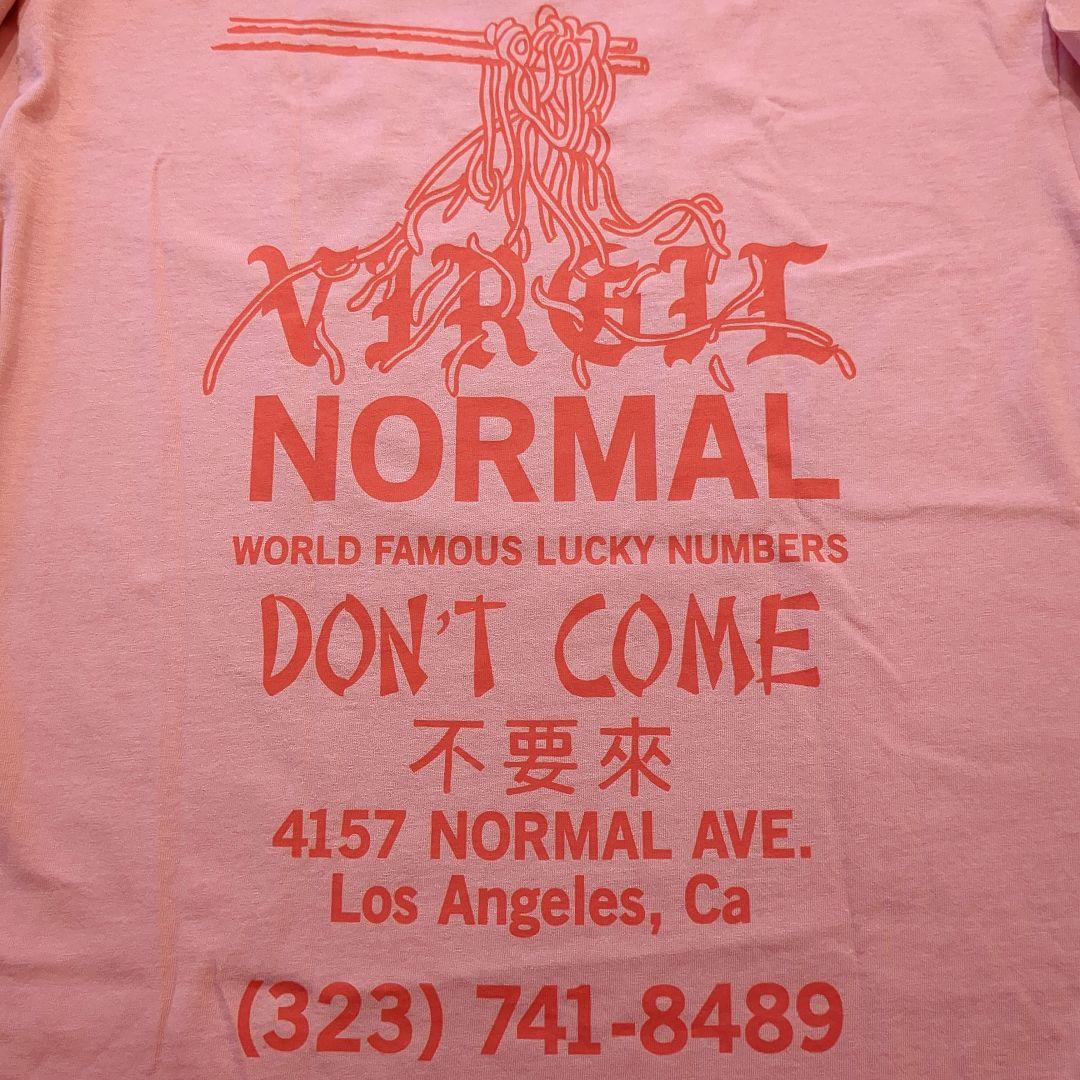 VIRGIL
NORMAL
WORLD FAMOUS LUCKY NUMBERS
DON'T COME
不要來
4157 NORMAL AVE.
Los Angeles, Ca
(323) 741-8489